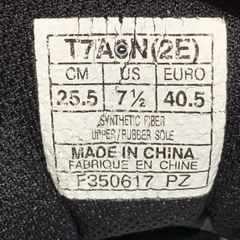 T7A6N(2E)
CM US EURO
25.5 7½ 40.5
SYNTHETIC FIBER
UPPER/RUBBER SOLE
MADE IN CHINA
FABRIQUE EN CHINE
F350617 PZ